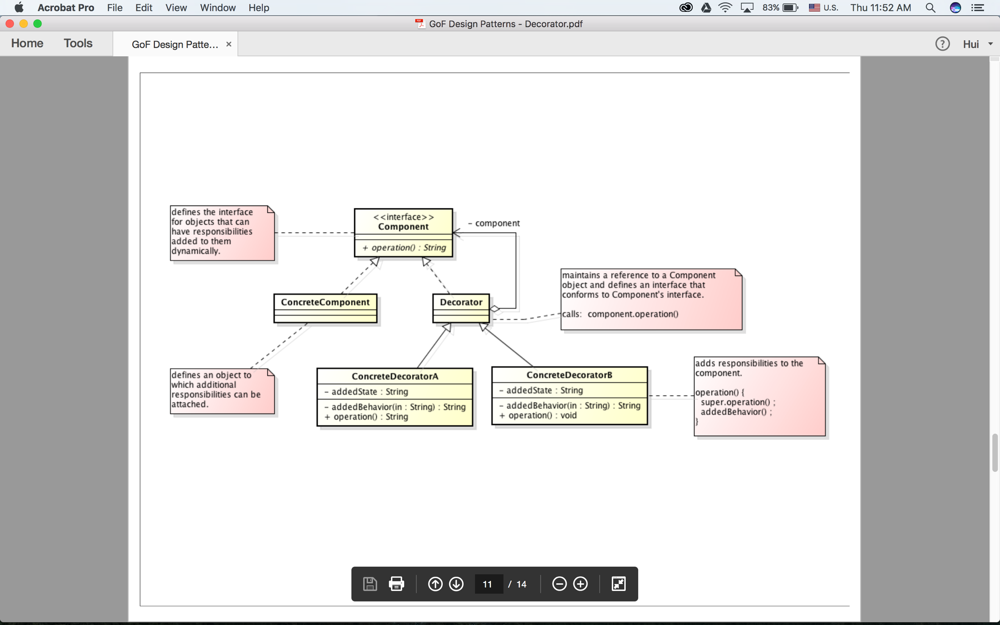 Acrobat Pro File Edit View Window Help 83% U.S. Thu 11:52 AM
GoF Design Patterns - Decorator.pdf
Home Tools GoF Design Patte... × ? Hui
defines the interface
for objects that can
have responsibilities
added to them
dynamically.
<<interface>>
Component
+ operation() : String
- component
ConcreteComponent
Decorator
maintains a reference to a Component
object and defines an interface that
conforms to Component's interface.
calls: component.operation()
defines an object to
which additional
responsibilities can be
attached.
ConcreteDecoratorA
- addedState : String
- addedBehavior(in : String) : String
+ operation() : String
ConcreteDecoratorB
- addedState : String
- addedBehavior(in : String) : String
+ operation() : void
adds responsibilities to the
component.
operation() {
super.operation() ;
addedBehavior() ;
}
11 / 14